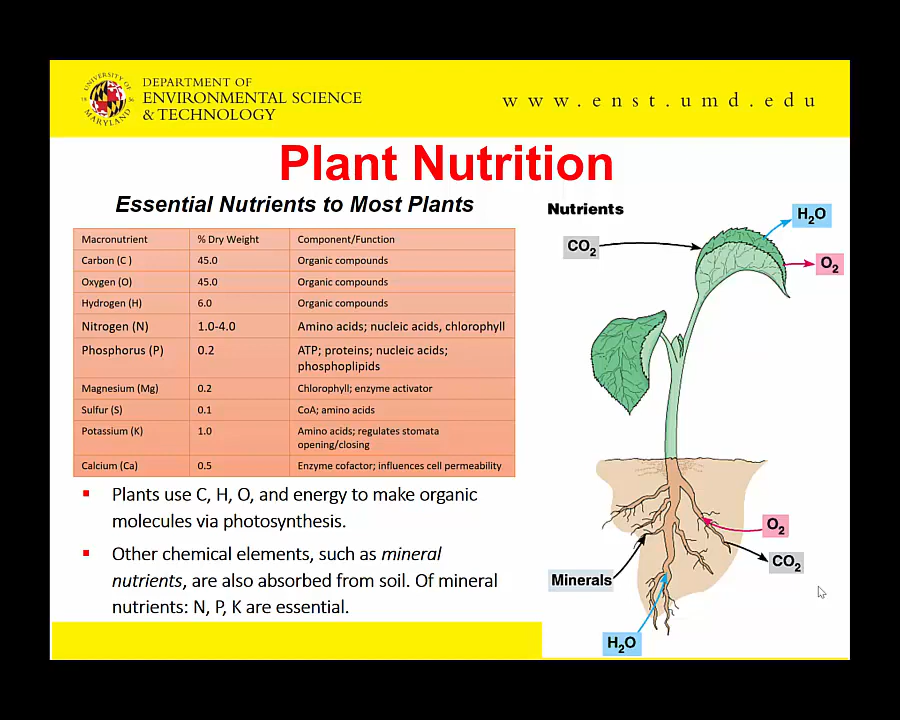 DEPARTMENT OF
ENVIRONMENTAL SCIENCE
& TECHNOLOGY
www.enst.umd.edu
UNIVERSITY OF
MARYLAND
Plant Nutrition
Essential Nutrients to Most Plants
Macronutrient % Dry Weight Component/Function
Carbon (C ) 45.0 Organic compounds
Oxygen (O) 45.0 Organic compounds
Hydrogen (H) 6.0 Organic compounds
Nitrogen (N) 1.0-4.0 Amino acids; nucleic acids, chlorophyll
Phosphorus (P) 0.2 ATP; proteins; nucleic acids;
phosphoplipids
Magnesium (Mg) 0.2 Chlorophyll; enzyme activator
Sulfur (S) 0.1 CoA; amino acids
Potassium (K) 1.0 Amino acids; regulates stomata
opening/closing
Calcium (Ca) 0.5 Enzyme cofactor; influences cell permeability
▪ Plants use C, H, O, and energy to make organic
molecules via photosynthesis.
▪ Other chemical elements, such as mineral
nutrients, are also absorbed from soil. Of mineral
nutrients: N, P, K are essential.
Nutrients
H₂O
CO₂
O₂
O₂
CO₂
Minerals
H₂O